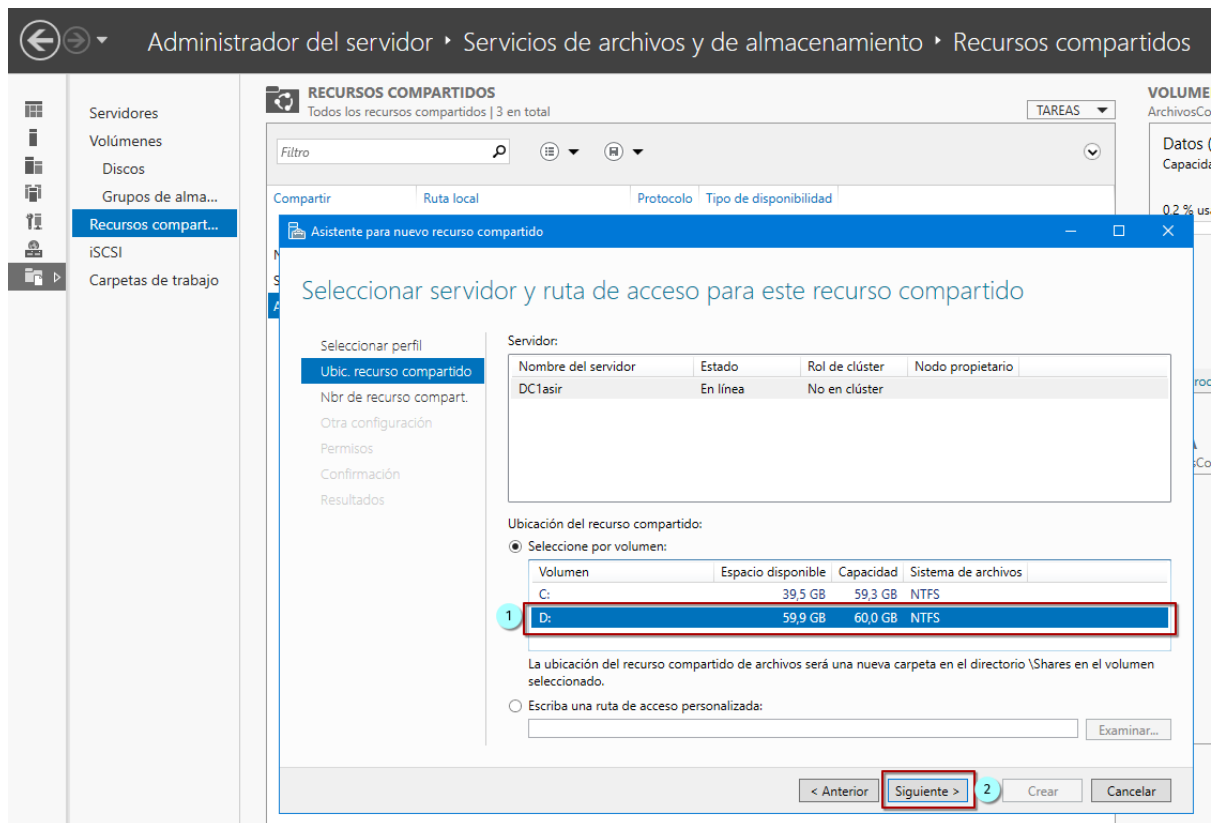 Administrador del servidor ‣ Servicios de archivos y de almacenamiento ‣ Recursos compartidos
Servidores
Volúmenes
Discos
Grupos de alma...
Recursos compart...
iSCSI
Carpetas de trabajo
RECURSOS COMPARTIDOS
Todos los recursos compartidos | 3 en total
TAREAS
Filtro
Compartir Ruta local Protocolo Tipo de disponibilidad
VOLUME
ArchivosCo
Datos (
Capacida
0,2 % us
Asistente para nuevo recurso compartido
Seleccionar servidor y ruta de acceso para este recurso compartido
Seleccionar perfil
Ubic. recurso compartido
Nbr de recurso compart.
Otra configuración
Permisos
Confirmación
Resultados
Servidor:
Nombre del servidor Estado Rol de clúster Nodo propietario
DC1asir En línea No en clúster
Ubicación del recurso compartido:
Seleccione por volumen:
Volumen Espacio disponible Capacidad Sistema de archivos
C: 39,5 GB 59,3 GB NTFS
1 D: 59,9 GB 60,0 GB NTFS
La ubicación del recurso compartido de archivos será una nueva carpeta en el directorio \Shares en el volumen
seleccionado.
Escriba una ruta de acceso personalizada:
Examinar...
< Anterior Siguiente > 2 Crear Cancelar